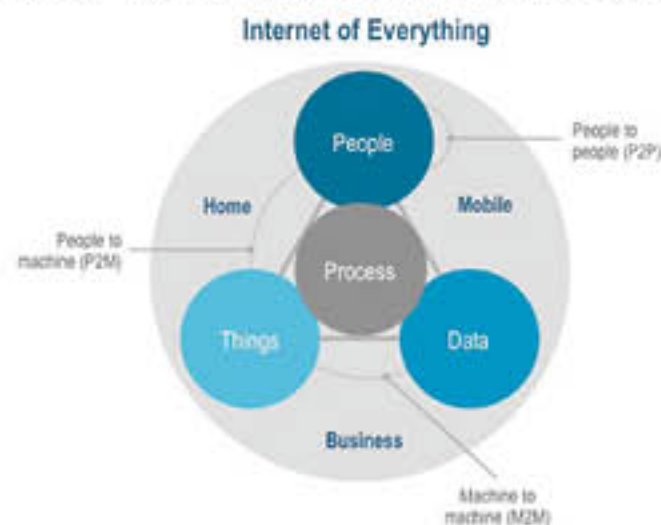 Internet of Everything
People
People to
people (P2P)
Home
Mobile
People to
machine (P2M)
Process
Things
Data
Business
Machine to
machine (M2M)